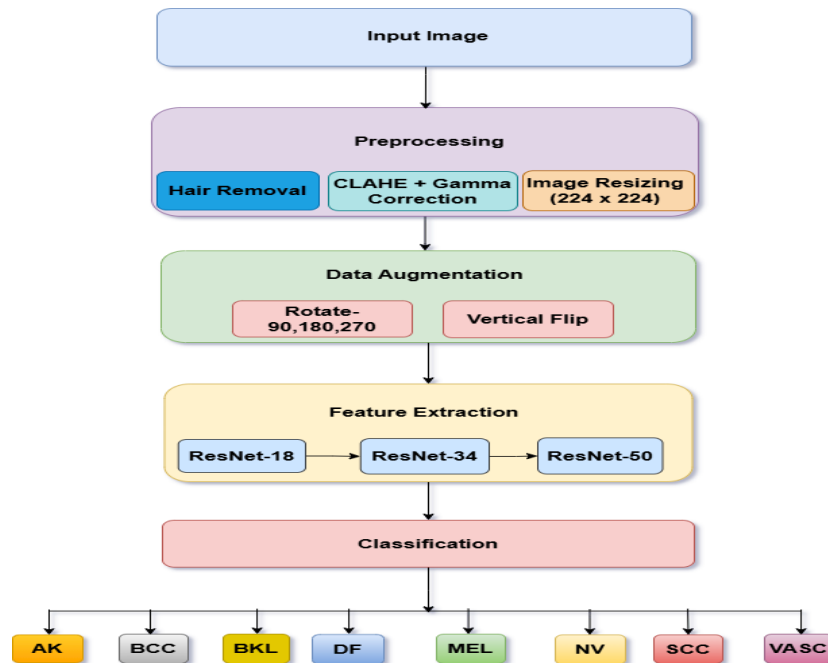 Input Image
Preprocessing
Hair Removal
CLAHE + Gamma
Correction
Image Resizing
(224 x 224)
Data Augmentation
Rotate-
90,180,270
Vertical Flip
Feature Extraction
ResNet-18
ResNet-34
ResNet-50
Classification
AK
BCC
BKL
DF
MEL
NV
SCC
VASC